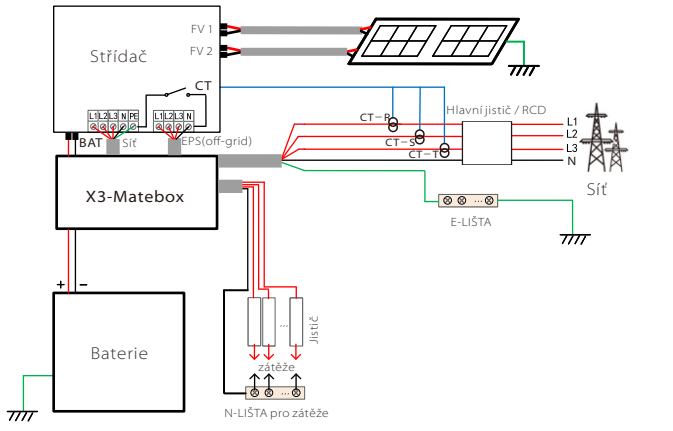 FV 1
FV 2
Střídač
CT
L1 L2 L3 N PE
L1 L2 L3 N
BAT
Síť
EPS(off-grid)
Hlavní jistič / RCD
CT-R
CT-S
CT-T
L1
L2
L3
N
Síť
X3-Matebox
...
E-LIŠTA
+ −
Baterie
...
Jistič
zátěže
...
N-LIŠTA pro zátěže